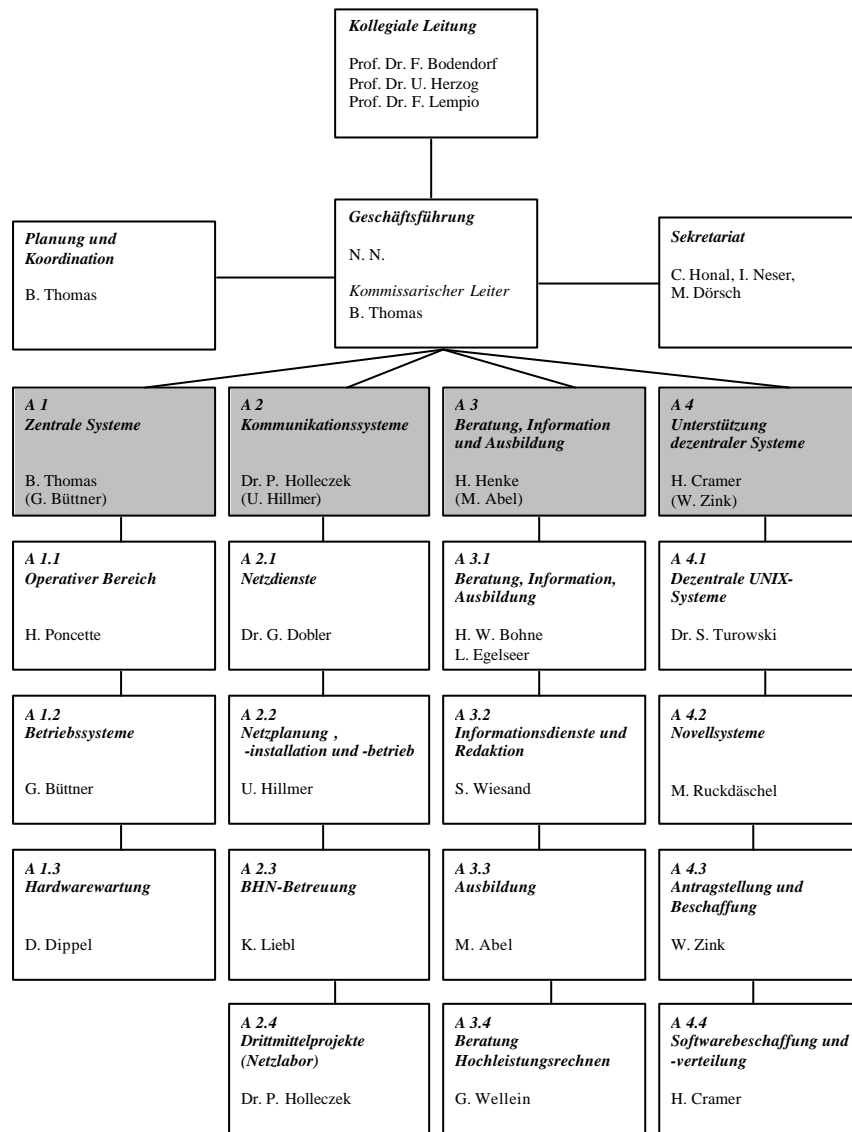 Kollegiale Leitung
Prof. Dr. F. Bodendorf
Prof. Dr. U. Herzog
Prof. Dr. F. Lempio
Planung und
Koordination
B. Thomas
Geschäftsführung
N. N.
Kommissarischer Leiter
B. Thomas
Sekretariat
C. Honal, I. Neser,
M. Dörsch
A 1
Zentrale Systeme
B. Thomas
(G. Büttner)
A 2
Kommunikationssysteme
Dr. P. Holleczek
(U. Hillmer)
A 3
Beratung, Information
und Ausbildung
H. Henke
(M. Abel)
A 4
Unterstützung
dezentraler Systeme
H. Cramer
(W. Zink)
A 1.1
Operativer Bereich
H. Poncette
A 2.1
Netzdienste
Dr. G. Dobler
A 3.1
Beratung, Information,
Ausbildung
H. W. Bohne
L. Egelseer
A 4.1
Dezentrale UNIX-
Systeme
Dr. S. Turowski
A 1.2
Betriebssysteme
G. Büttner
A 2.2
Netzplanung ,
-installation und -betrieb
U. Hillmer
A 3.2
Informationsdienste und
Redaktion
S. Wiesand
A 4.2
Novellsysteme
M. Ruckdäschel
A 1.3
Hardwarewartung
D. Dippel
A 2.3
BHN-Betreuung
K. Liebl
A 3.3
Ausbildung
M. Abel
A 4.3
Antragstellung und
Beschaffung
W. Zink
A 2.4
Drittmittelprojekte
(Netzlabor)
Dr. P. Holleczek
A 3.4
Beratung
Hochleistungsrechnen
G. Wellein
A 4.4
Softwarebeschaffung und
-verteilung
H. Cramer